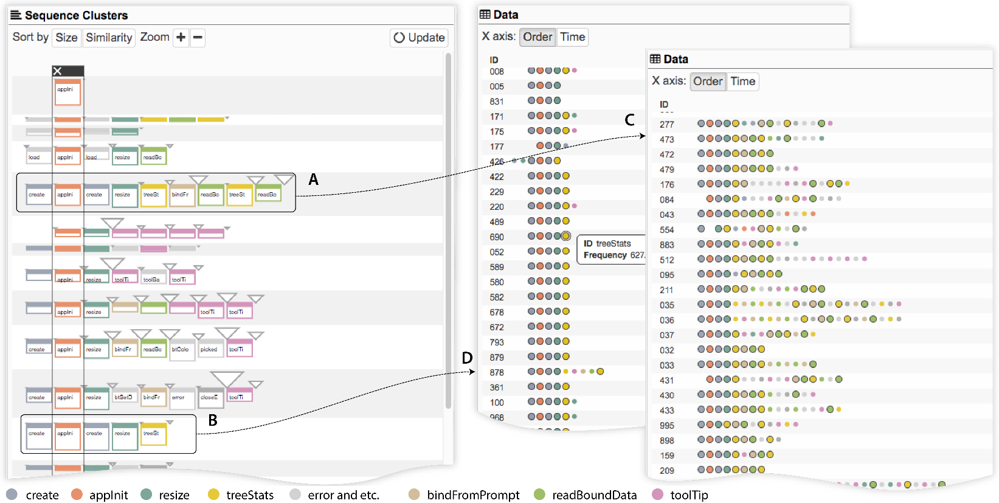 Sequence Clusters
Sort by Size Similarity Zoom + − Update
X
appIni
load appIni load resize readBo
A
create appIni create resize treeSt bindFr readBo treeSt readBo
appIni resize toolTi toolBa toolTi
appIni resize toolTi toolTi
create appIni resize bindFr readBo btColo picked toolTi
create appIni resize btSetD bindFr error closeE toolTi
B
create appIni create resize treeSt
Data
X axis: Order Time
ID
008
005
831
171
175
177
426
422
229
220
489
690
052
589
580
582
678
672
793
879
878
361
100
968
ID treeStats
Frequency 627.
C
D
Data
X axis: Order Time
ID
277
473
472
479
176
084
043
554
883
512
095
211
035
036
037
032
033
431
430
433
995
898
159
209
create appInit resize treeStats error and etc. bindFromPrompt readBoundData toolTip